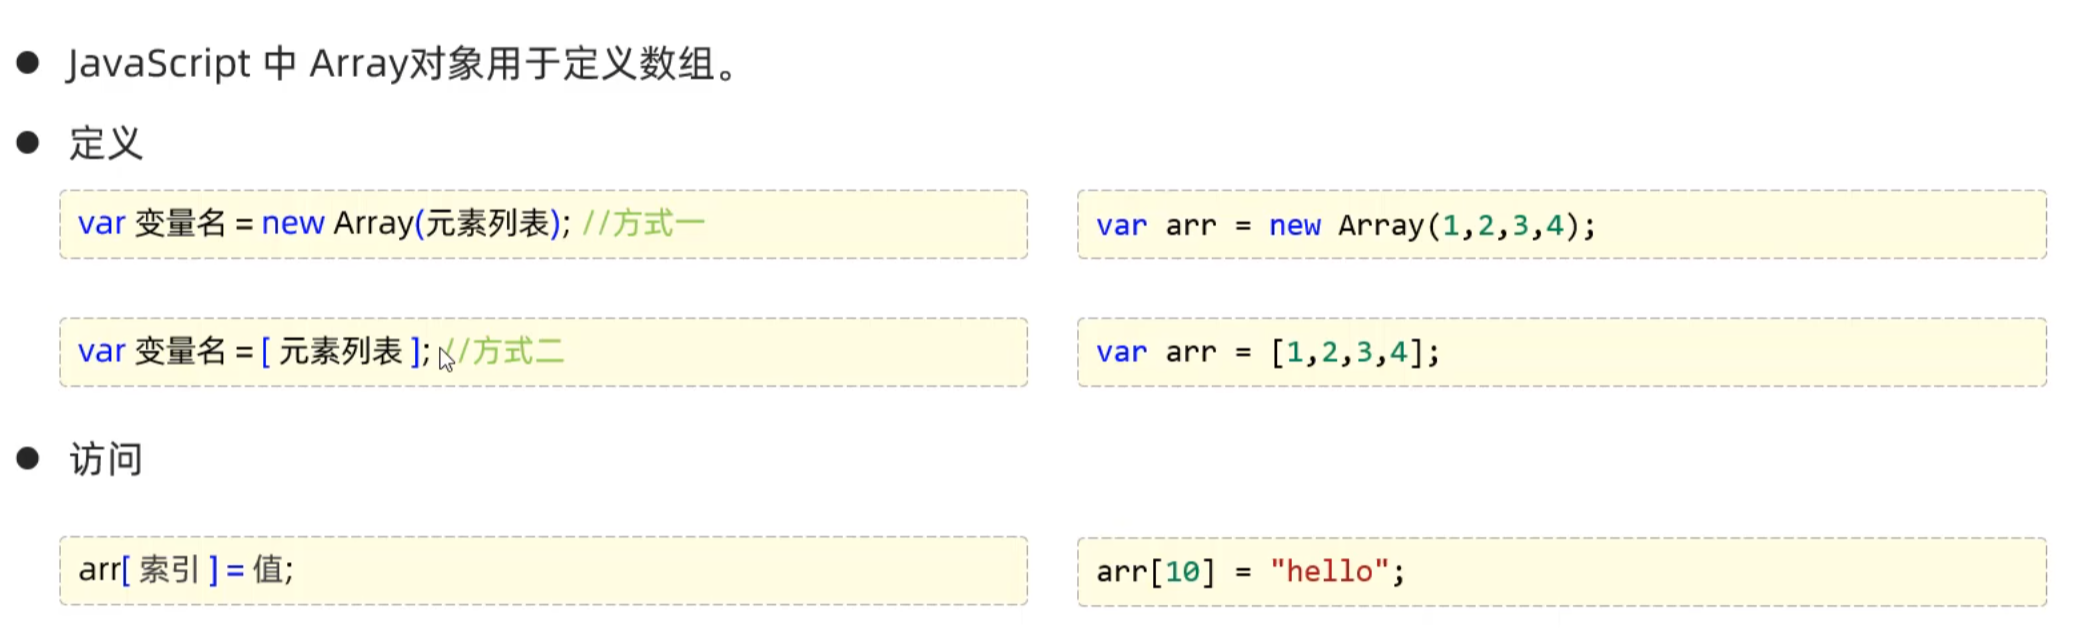 JavaScript 中 Array对象用于定义数组。
定义
var 变量名 = new Array(元素列表); //方式一
var arr = new Array(1,2,3,4);
var 变量名 = [ 元素列表 ]; //方式二
var arr = [1,2,3,4];
访问
arr[ 索引 ] = 值;
arr[10] = "hello";